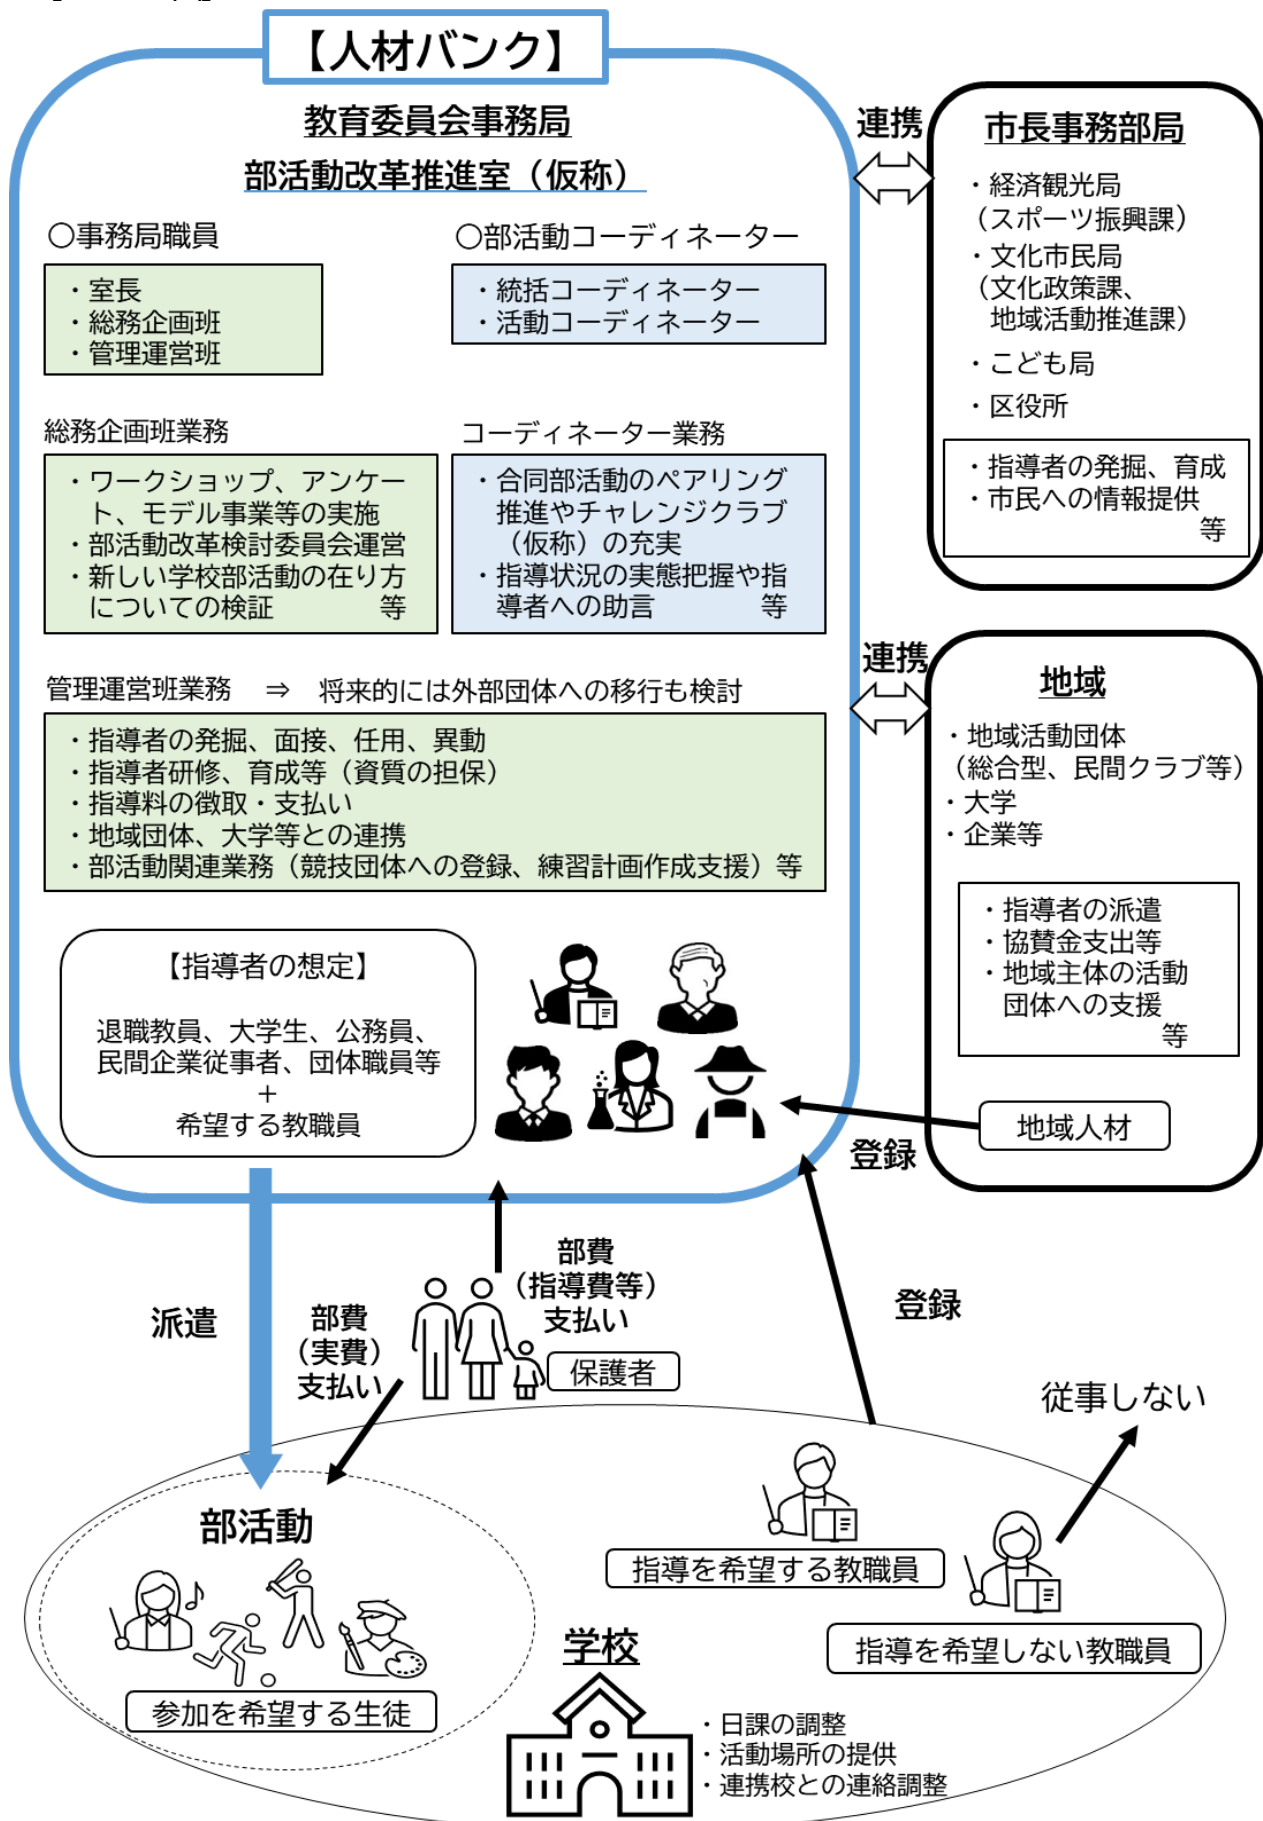 【人材バンク】
教育委員会事務局
部活動改革推進室（仮称）
〇事務局職員
・室長
・総務企画班
・管理運営班
〇部活動コーディネーター
・統括コーディネーター
・活動コーディネーター
総務企画班業務
・ワークショップ、アンケー
ト、モデル事業等の実施
・部活動改革検討委員会運営
・新しい学校部活動の在り方
についての検証　　　　等
コーディネーター業務
・合同部活動のペアリング
推進やチャレンジクラブ
（仮称）の充実
・指導状況の実態把握や指
導者への助言　　　　等
管理運営班業務　⇒　将来的には外部団体への移行も検討
・指導者の発掘、面接、任用、異動
・指導者研修、育成等（資質の担保）
・指導料の徴取・支払い
・地域団体、大学等との連携
・部活動関連業務（競技団体への登録、練習計画作成支援）等
【指導者の想定】
退職教員、大学生、公務員、
民間企業従事者、団体職員等
＋
希望する教職員
連携
市長事務部局
・経済観光局
（スポーツ振興課）
・文化市民局
（文化政策課、
地域活動推進課）
・こども局
・区役所
・指導者の発掘、育成
・市民への情報提供
等
連携
地域
・地域活動団体
（総合型、民間クラブ等）
・大学
・企業等
・指導者の派遣
・協賛金支出等
・地域主体の活動
団体への支援
等
地域人材
登録
派遣
部費
（実費）
支払い
部費
（指導費等）
支払い
保護者
登録
従事しない
部活動
参加を希望する生徒
指導を希望する教職員
指導を希望しない教職員
学校
・日課の調整
・活動場所の提供
・連携校との連絡調整